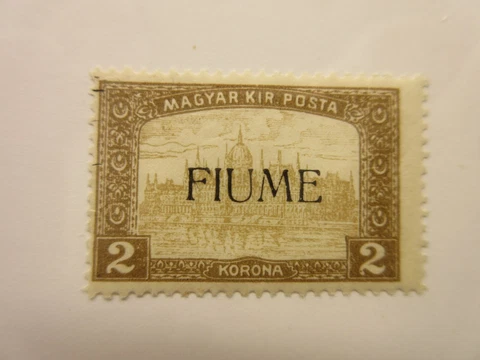 MAGYAR KIR. POSTA
FIUME
2 KORONA 2